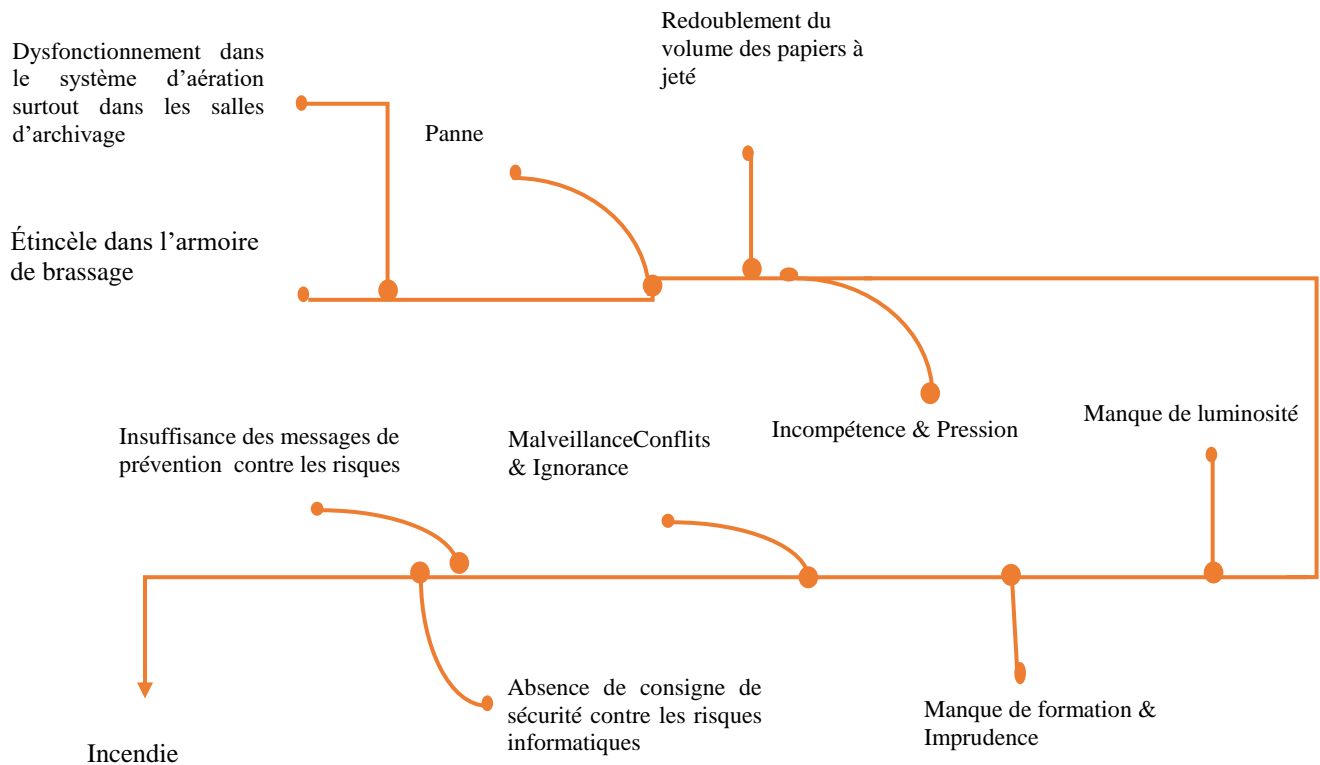 Redoublement du
volume des papiers à
jeté
Dysfonctionnement dans
le système d’aération
surtout dans les salles
d’archivage
Panne
Étincèle dans l’armoire
de brassage
Manque de luminosité
Incompétence & Pression
Insuffisance des messages de
prévention contre les risques
MalveillanceConflits
& Ignorance
Absence de consigne de
sécurité contre les risques
informatiques
Manque de formation &
Imprudence
Incendie